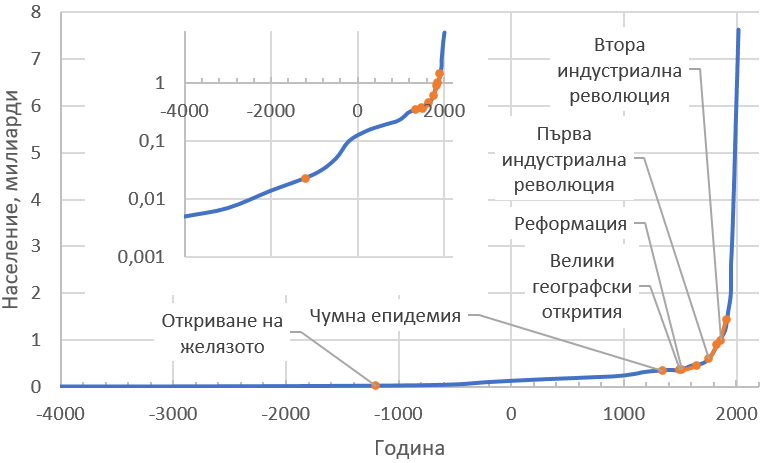 8
7
6
5
4
3
2
1
0
Население, милиарди
1
0,1
0,01
0,001
-4000
-2000
0
2000
Втора
индустриална
революция
Първа
индустриална
революция
Реформация
Велики
географски
открития
Чумна епидемия
Откриване на
желязото
-4000
-3000
-2000
-1000
0
1000
2000
Година